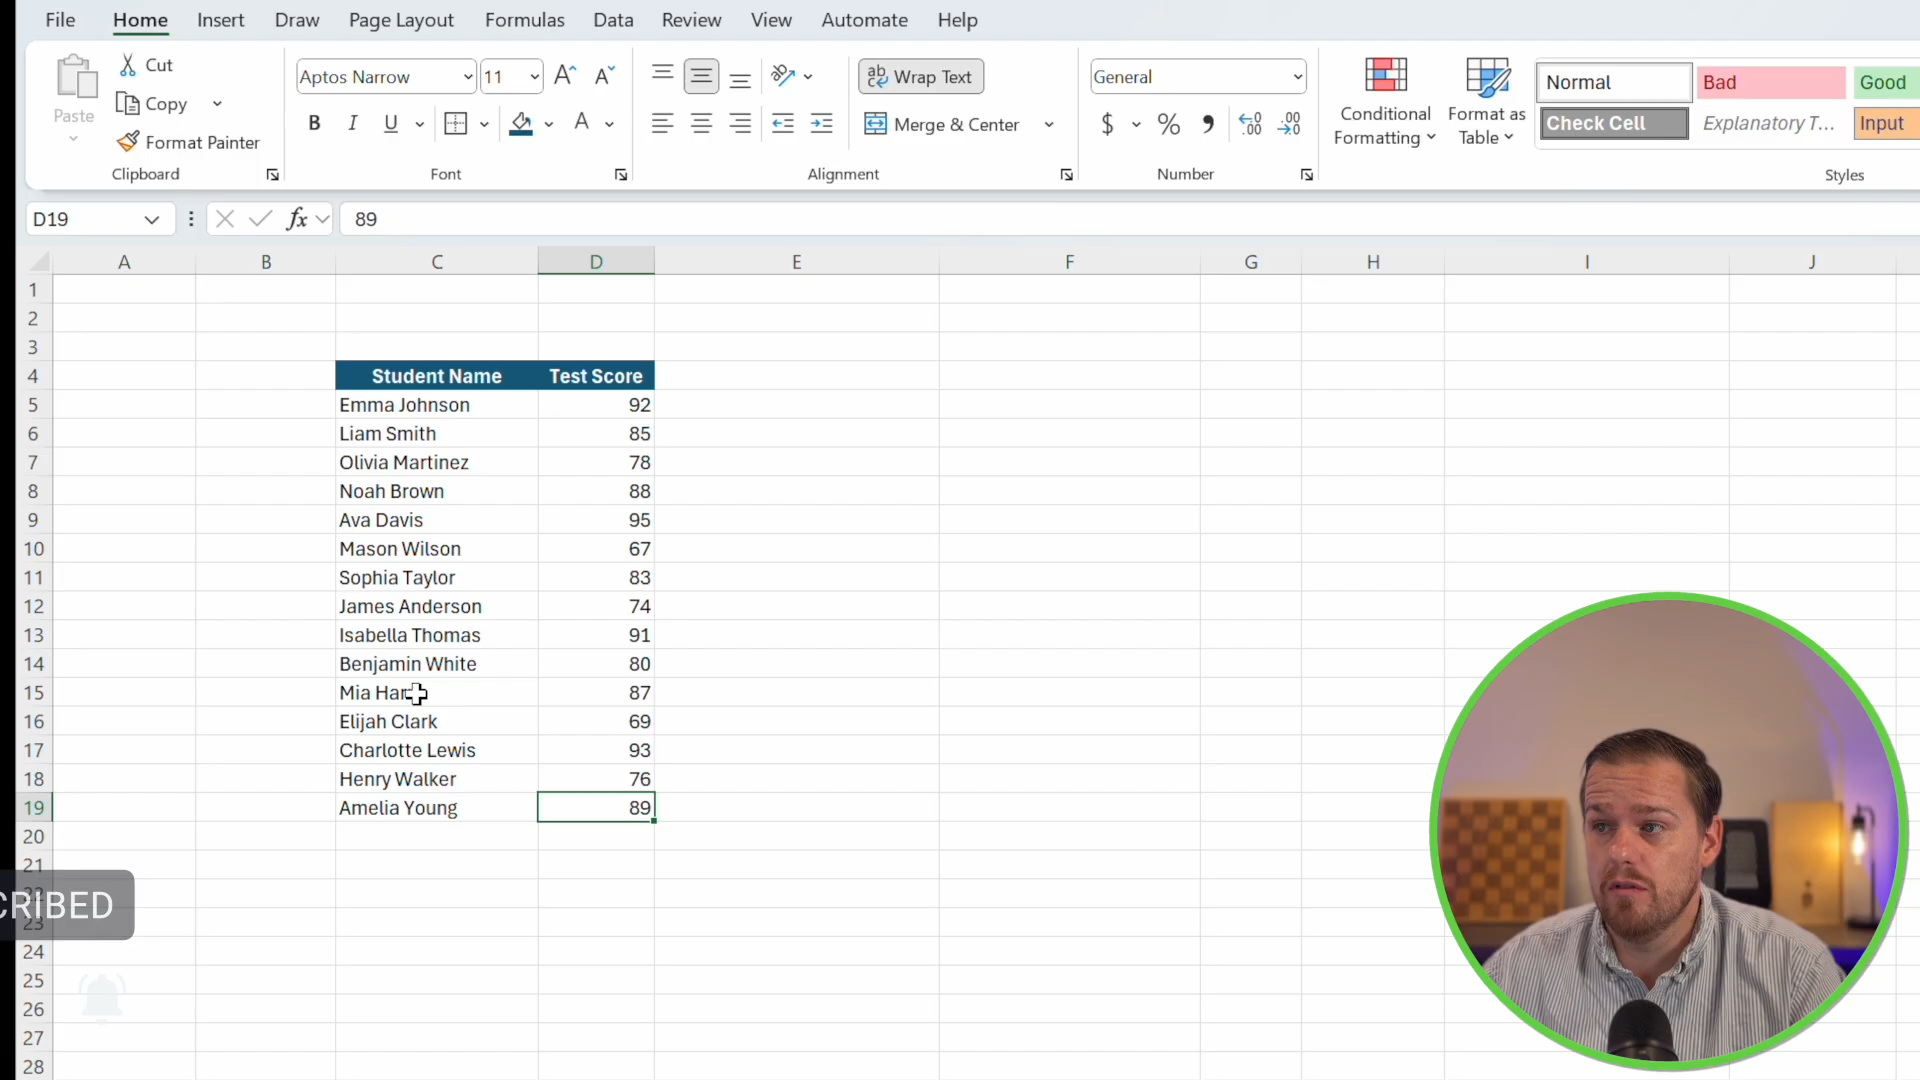 File Home Insert Draw Page Layout Formulas Data Review View Automate Help
Paste
Cut
Copy
Format Painter
Clipboard
Aptos Narrow 11
B I U
Font
Wrap Text
Merge & Center
Alignment
General
$ % ,
Number
Conditional
Formatting
Format as
Table
Normal Bad Good
Check Cell Explanatory T... Input
Styles
D19 fx 89
A B C D E F G H I J
1
2
3
4 Student Name Test Score
5 Emma Johnson 92
6 Liam Smith 85
7 Olivia Martinez 78
8 Noah Brown 88
9 Ava Davis 95
10 Mason Wilson 67
11 Sophia Taylor 83
12 James Anderson 74
13 Isabella Thomas 91
14 Benjamin White 80
15 Mia 87
16 Elijah Clark 69
17 Charlotte Lewis 93
18 Henry Walker 76
19 Amelia Young 89
20
21
22
23
CRIBED
24
25
26
27
28